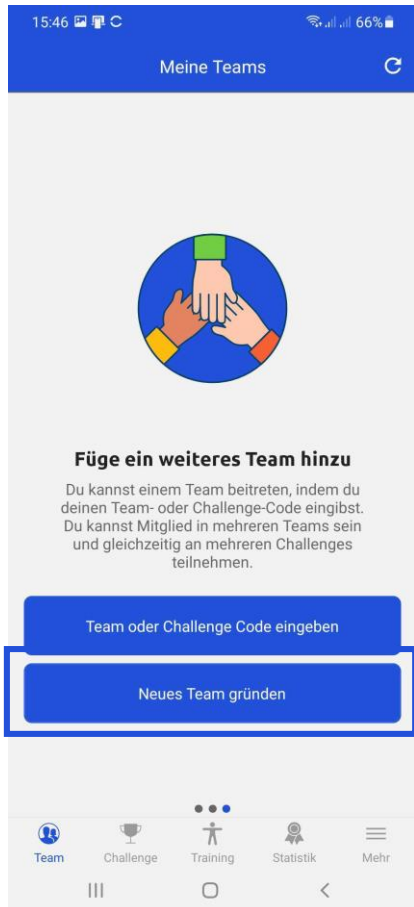 15:46 66%
Meine Teams
Füge ein weiteres Team hinzu
Du kannst einem Team beitreten, indem du
deinen Team- oder Challenge-Code eingibst.
Du kannst Mitglied in mehreren Teams sein
und gleichzeitig an mehreren Challenges
teilnehmen.
Team oder Challenge Code eingeben
Neues Team gründen
Team Challenge Training Statistik Mehr